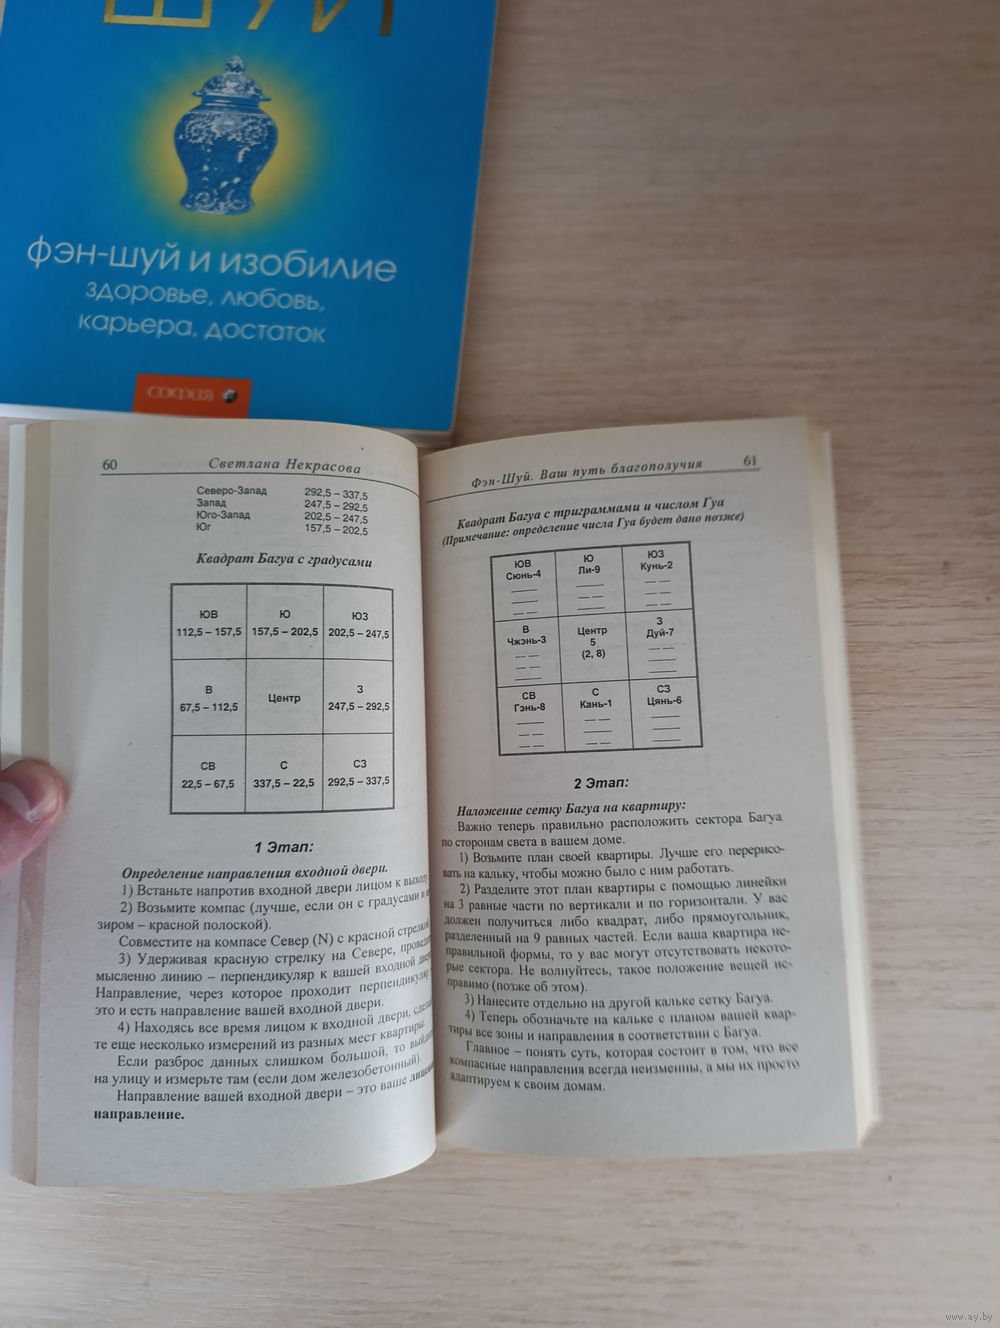 ШУЙ
фэн-шуй и изобилие
здоровье, любовь,
карьера, достаток
СОФИЯ
60
Светлана Некрасова
Северо-Запад 292,5 – 337,5
Запад 247,5 – 292,5
Юго-Запад 202,5 – 247,5
Юг 157,5 – 202,5
Квадрат Багуа с градусами
ЮВ Ю ЮЗ
112,5 – 157,5 157,5 – 202,5 202,5 – 247,5
В Центр З
67,5 – 112,5 247,5 – 292,5
СВ С СЗ
22,5 – 67,5 337,5 – 22,5 292,5 – 337,5
1 Этап:
Определение направления входной двери.
1) Встаньте напротив входной двери лицом к выходу.
2) Возьмите компас (лучше, если он с градусами и
зиром – красной полоской).
Совместите на компасе Север (N) с красной стрелкой.
3) Удерживая красную стрелку на Севере,
мысленно линию – перпендикуляр к вашей входной
Направление, через которое проходит перпендикуляр
это и есть направление вашей входной двери.
4) Находясь все время лицом к входной двери,
те еще несколько измерений из разных мест квартиры.
Если разброс данных слишком большой, то
на улицу и измерьте там (если дом железобетонный).
Направление вашей входной двери – это ваше
направление.
Фэн-Шуй. Ваш путь благополучия
61
Квадрат Багуа с триграммами и числом Гуа
(Примечание: определение числа Гуа будет дано позже)
ЮВ Ю ЮЗ
Сюнь-4 Ли-9 Кунь-2
В Центр З
Чжэнь-3 5 Дуй-7
(2, 8)
СВ С СЗ
Гэнь-8 Кань-1 Цянь-6
2 Этап:
Наложение сетку Багуа на квартиру:
Важно теперь правильно расположить сектора Багуа
по сторонам света в вашем доме.
1) Возьмите план своей квартиры. Лучше его перерисо-
вать на кальку, чтобы можно было с ним работать.
2) Разделите этот план квартиры с помощью линейки
на 3 равные части по вертикали и по горизонтали. У вас
должен получиться либо квадрат, либо прямоугольник,
разделенный на 9 равных частей. Если ваша квартира не-
правильной формы, то у вас могут отсутствовать некото-
рые сектора. Не волнуйтесь, такое положение вещей ис-
правимо (позже об этом).
3) Нанесите отдельно на другой кальке сетку Багуа.
4) Теперь обозначьте на кальке с планом вашей квар-
тиры все зоны и направления в соответствии с Багуа.
Главное – понять суть, которая состоит в том, что все
компасные направления всегда неизменны, а мы их просто
адаптируем к своим домам.
www.ay.by